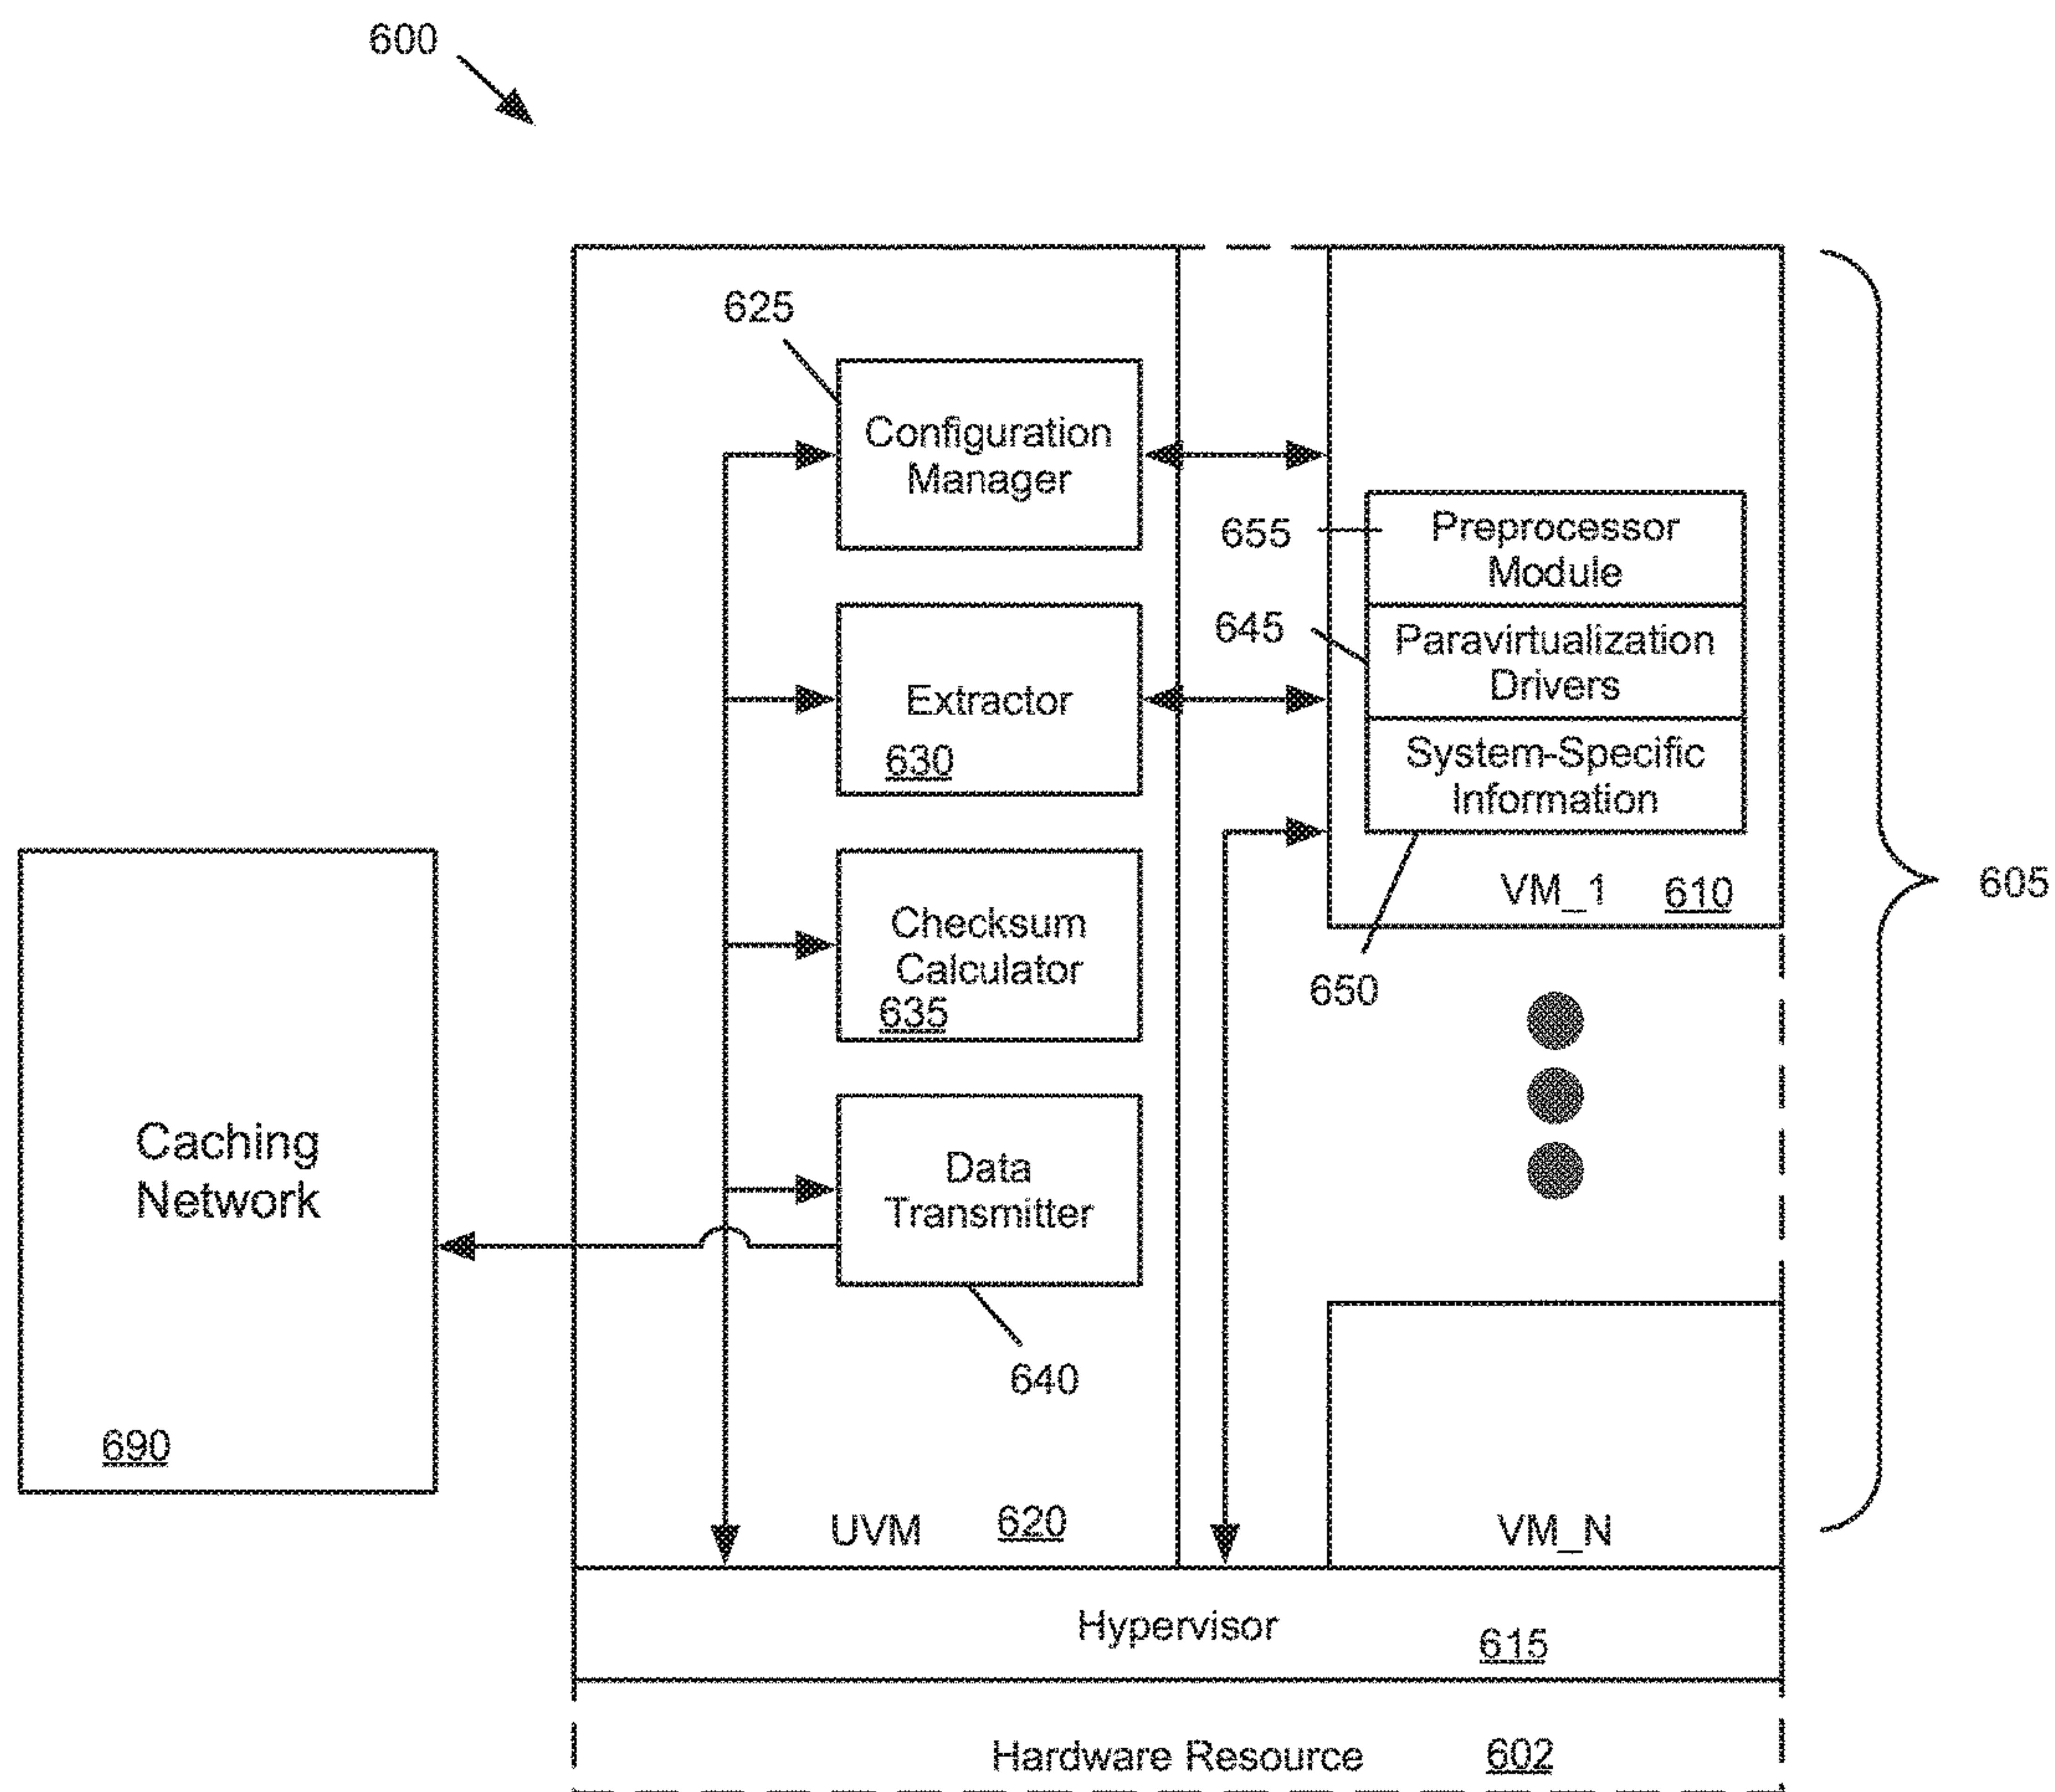 600
625
Configuration
Manager
655
Preprocessor
Module
645
Paravirtualization
Drivers
Extractor
630
System-Specific
Information
VM_1
610
605
650
Checksum
Calculator
635
Caching
Network
690
Data
Transmitter
640
UVM
620
VM_N
Hypervisor
615
Hardware Resource
602